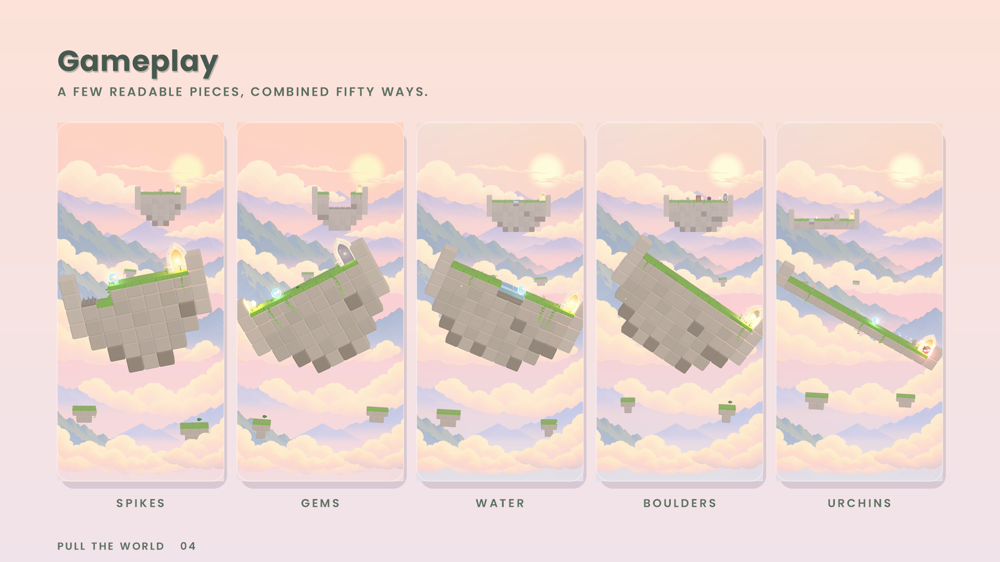 Gameplay
A FEW READABLE PIECES, COMBINED FIFTY WAYS.
SPIKES
GEMS
WATER
BOULDERS
URCHINS
PULL THE WORLD 04